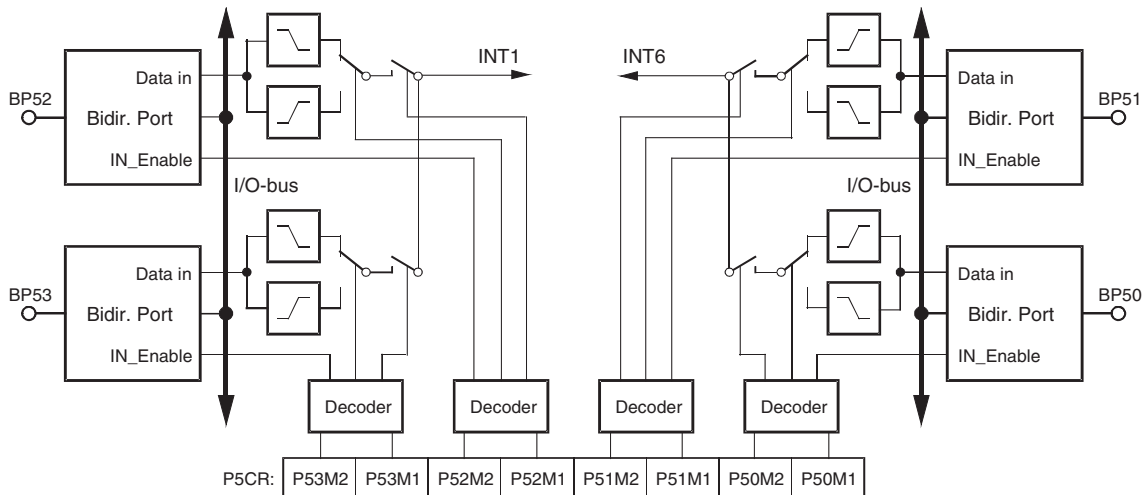 INT1 INT6
Data in Data in
BP52 Bidir. Port Bidir. Port BP51
IN_Enable IN_Enable
I/O-bus I/O-bus
Data in Data in
BP53 Bidir. Port Bidir. Port BP50
IN_Enable IN_Enable
Decoder Decoder Decoder Decoder
P5CR: P53M2 P53M1 P52M2 P52M1 P51M2 P51M1 P50M2 P50M1